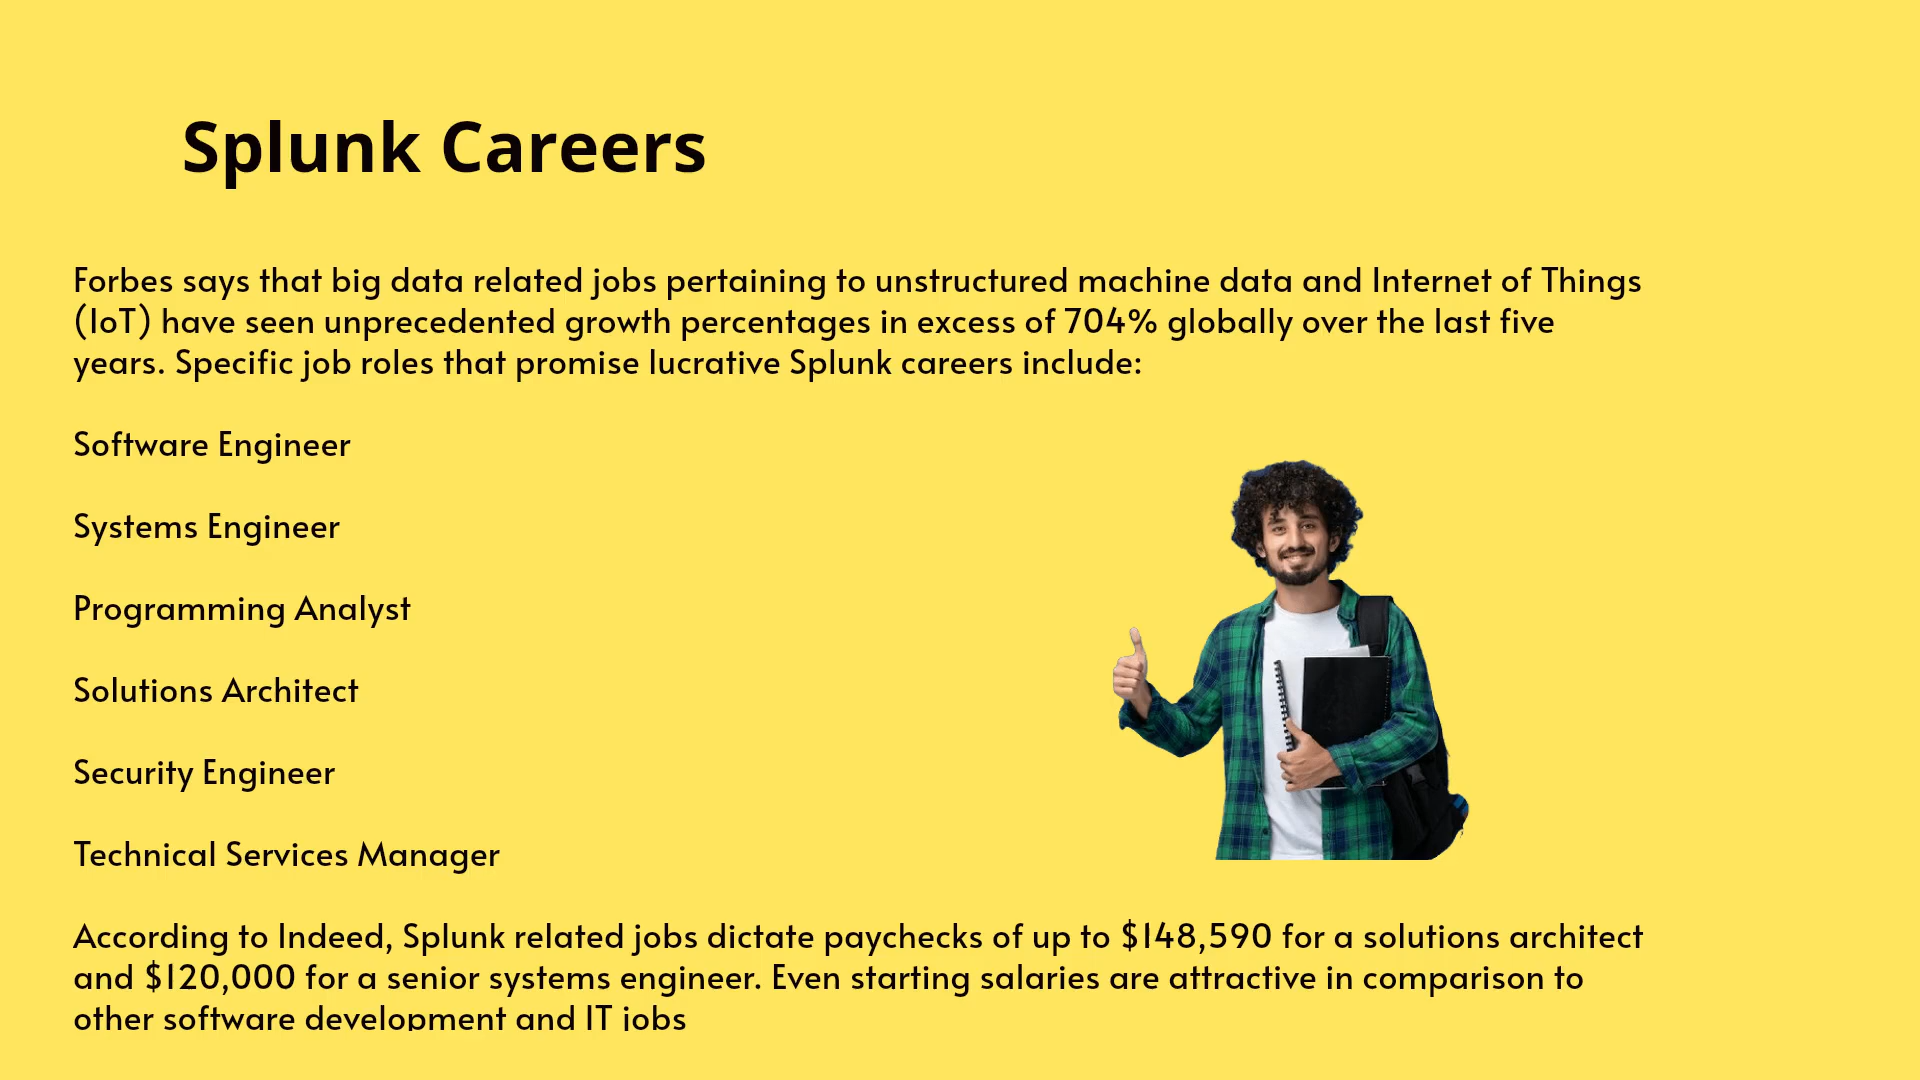 Splunk Careers
Forbes says that big data related jobs pertaining to unstructured machine data and Internet of Things
(IoT) have seen unprecedented growth percentages in excess of 704% globally over the last five
years. Specific job roles that promise lucrative Splunk careers include:
Software Engineer
Systems Engineer
Programming Analyst
Solutions Architect
Security Engineer
Technical Services Manager
According to Indeed, Splunk related jobs dictate paychecks of up to $148,590 for a solutions architect
and $120,000 for a senior systems engineer. Even starting salaries are attractive in comparison to
other software development and IT jobs